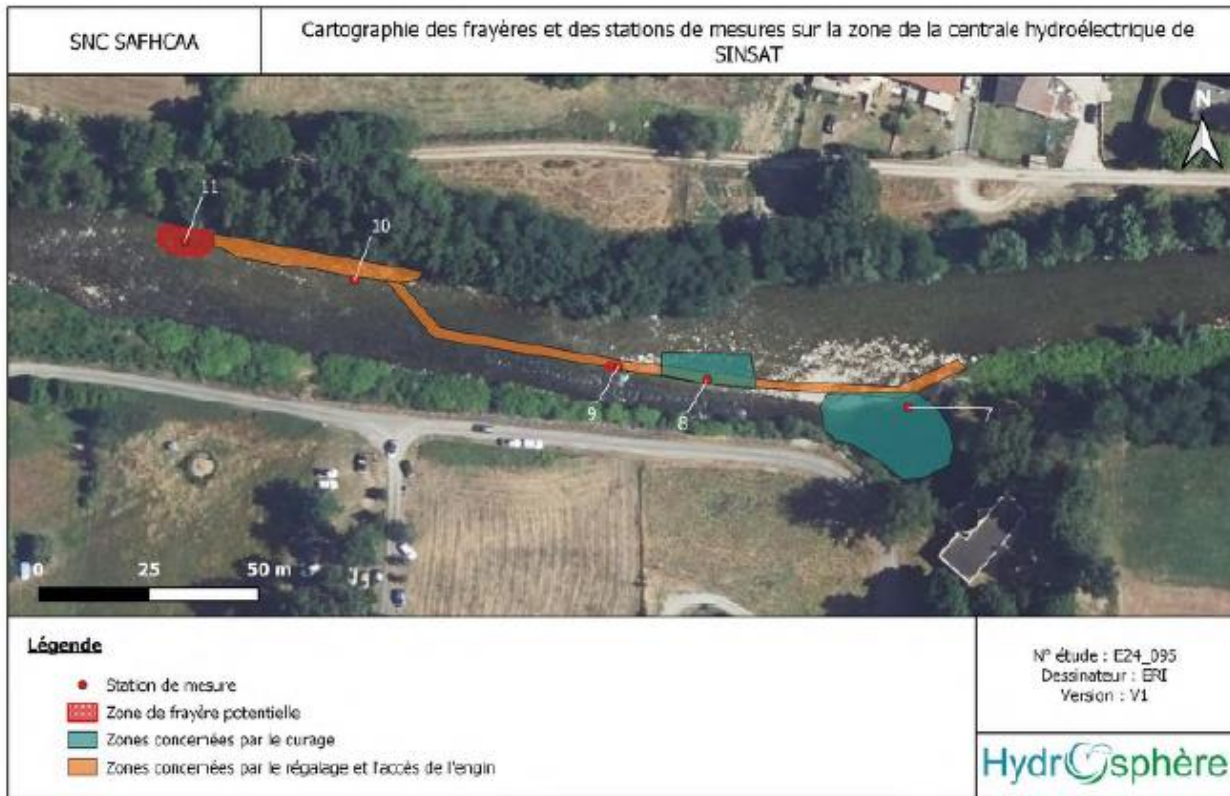 SNC SAFHCAA
Cartographie des frayères et des stations de mesures sur la zone de la centrale hydroélectrique de
SINSAT
N
11
10
9
8
7
0 25 50 m
Légende
Station de mesure
Zone de frayère potentielle
Zones concernées par le curage
Zones concernées par le régalage et l'accès de l'engin
N° étude : E24_095
Dessinateur : ERI
Version : V1
Hydrosphère